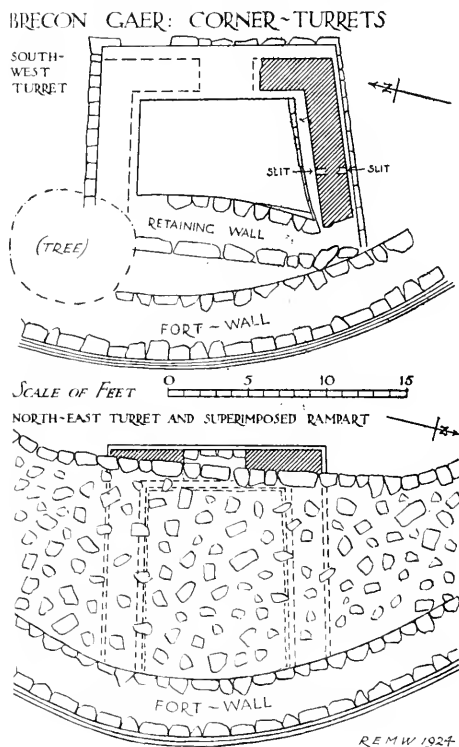 BRECON GAER: CORNER-TURRETS
SOUTH-
WEST
TURRET
N
SLIT
SLIT
RETAINING WALL
(TREE)
FORT-WALL
SCALE OF FEET 0 5 10 15
NORTH-EAST TURRET AND SUPERIMPOSED RAMPART
N
FORT-WALL
REMW 1924